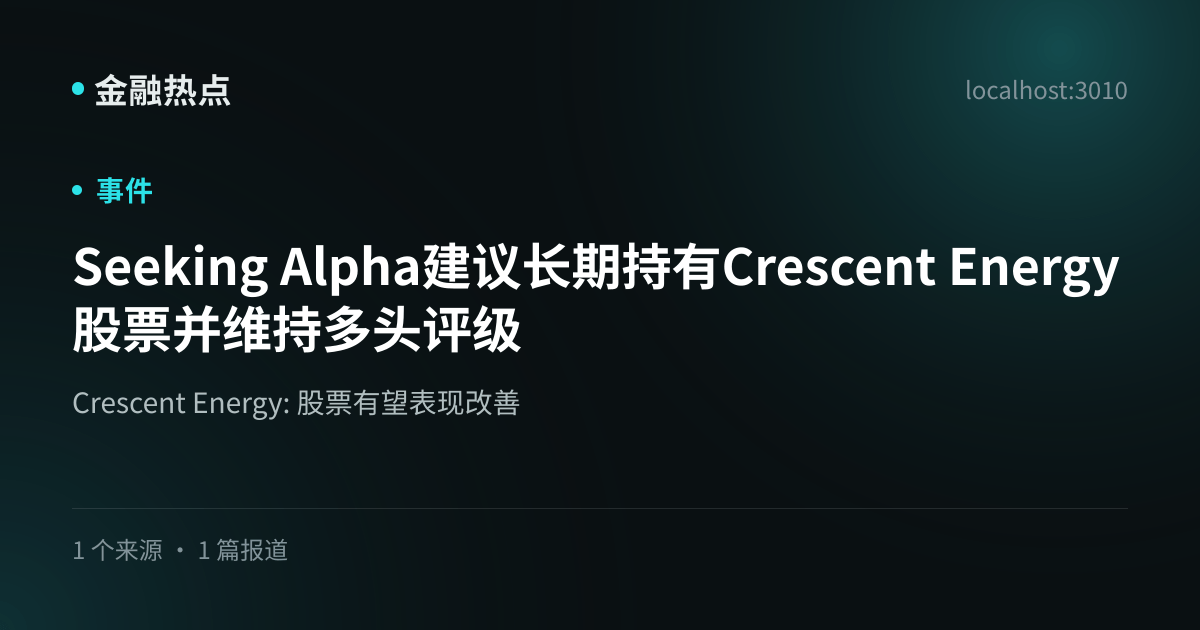 金融热点
localhost:3010
事件
Seeking Alpha建议长期持有Crescent Energy
股票并维持多头评级
Crescent Energy: 股票有望表现改善
1 个来源 · 1 篇报道